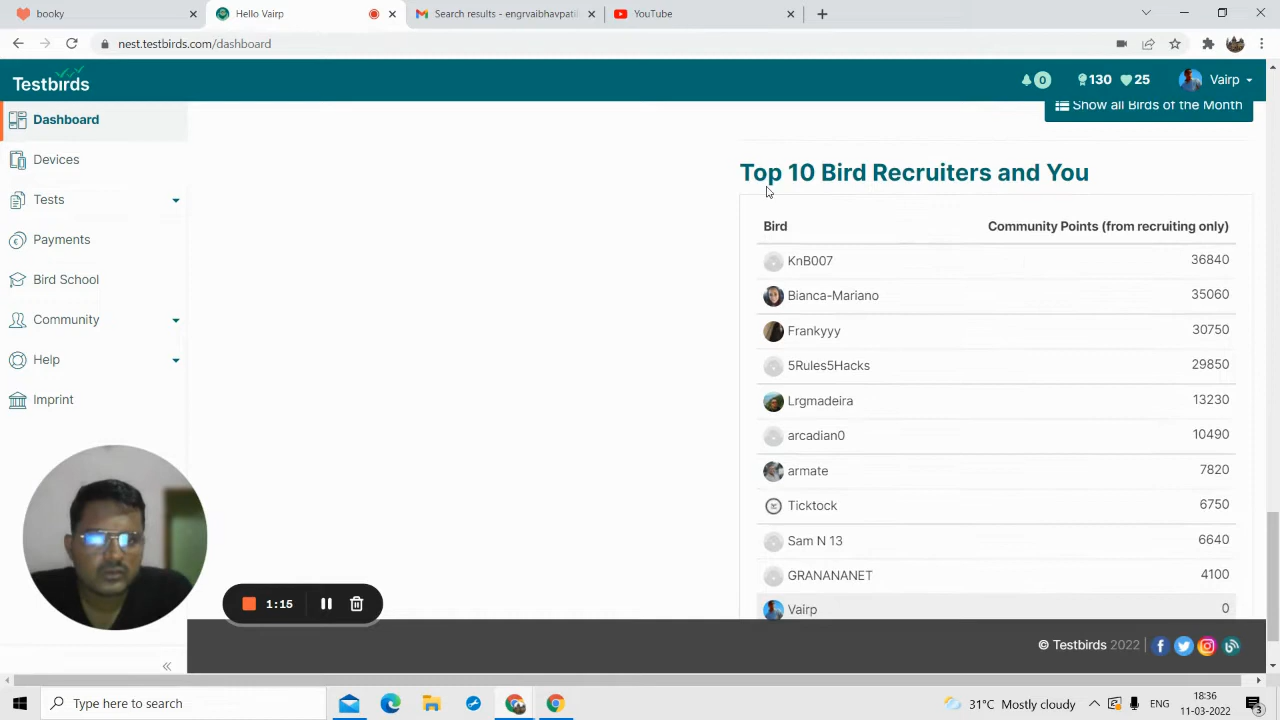 booky
Hello Vairp
Search results - engrvaibhavpatil
YouTube
nest.testbirds.com/dashboard
Testbirds
0
130
25
Vairp
Dashboard
Devices
Tests
Payments
Bird School
Community
Help
Imprint
Show all Birds of the Month
Top 10 Bird Recruiters and You
Bird Community Points (from recruiting only)
KnB007 36840
Bianca-Mariano 35060
Frankyyy 30750
5Rules5Hacks 29850
Lrgmadeira 13230
arcadian0 10490
armate 7820
Ticktock 6750
Sam N 13 6640
GRANANANET 4100
Vairp 0
1:15
© Testbirds 2022 |
Type here to search
31°C Mostly cloudy
ENG
18:36
11-03-2022
3